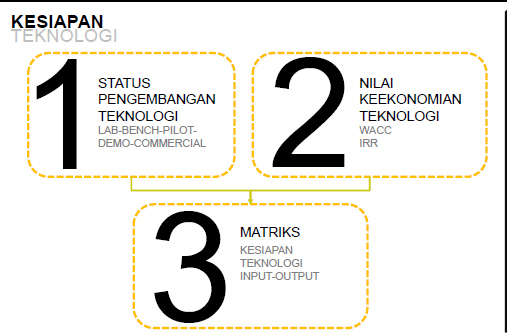 KESIAPAN
TEKNOLOGI
1
STATUS
PENGEMBANGAN
TEKNOLOGI
LAB-BENCH-PILOT-
DEMO-COMMERCIAL
2
NILAI
KEEKONOMIAN
TEKNOLOGI
WACC
IRR
3
MATRIKS
KESIAPAN
TEKNOLOGI
INPUT-OUTPUT